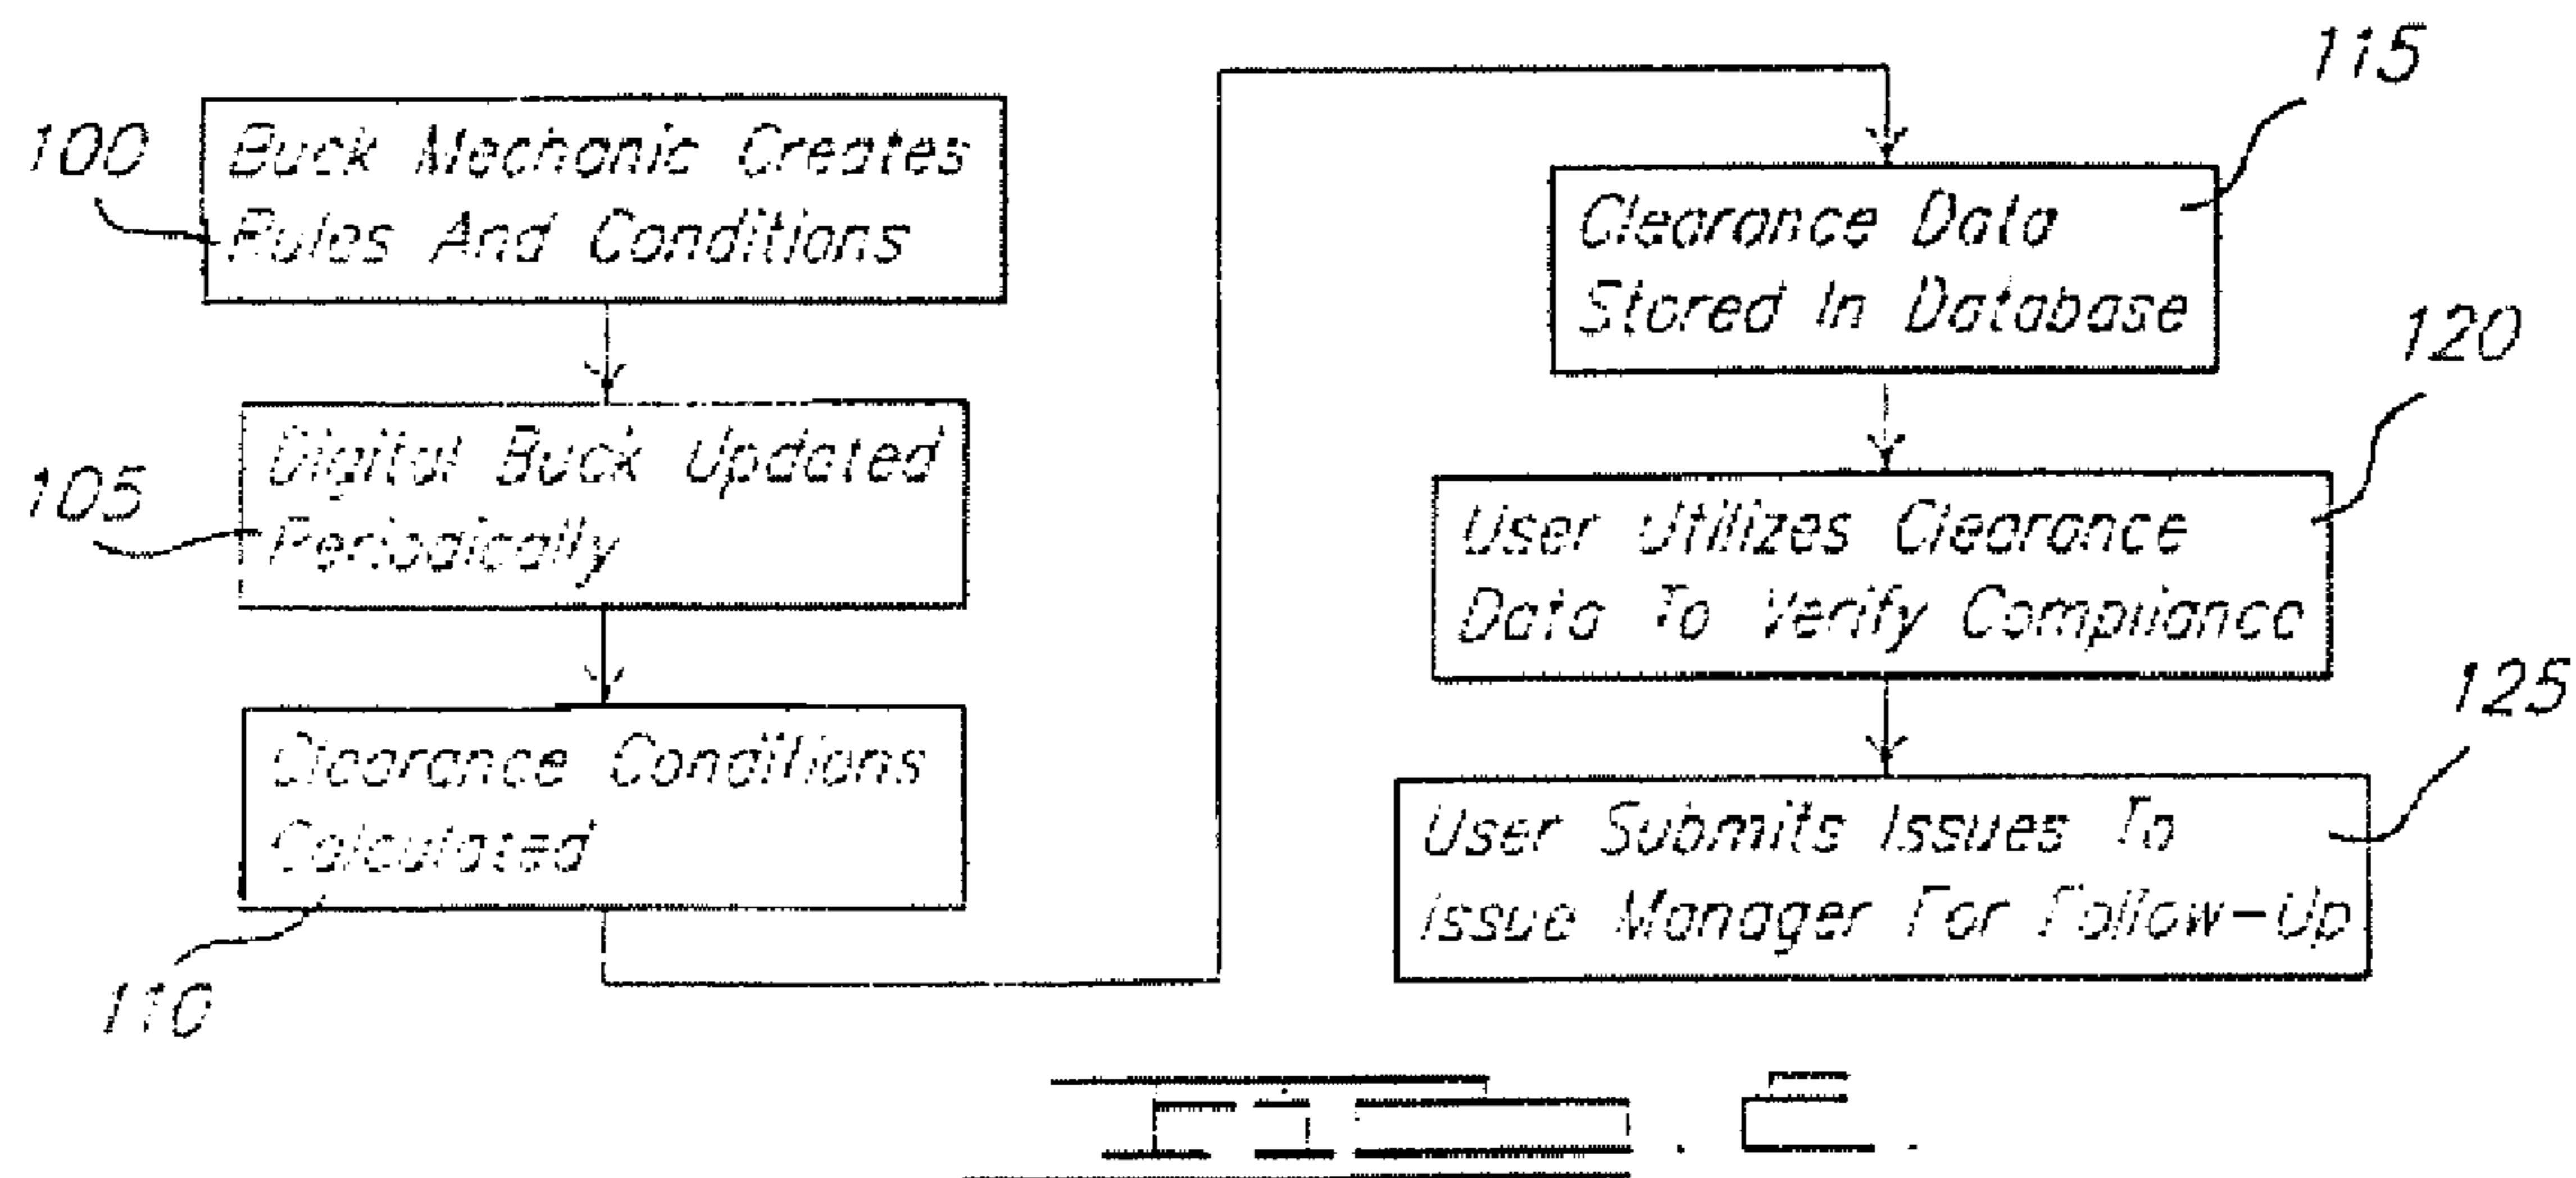 100
Buck Mechanic Creates
Rules And Conditions
105
Digital Buck Updated
Periodically
Clearance Conditions
Calculated
110
115
Clearance Data
Stored In Database
120
User Utilizes Clearance
Data To Verify Compliance
125
User Submits Issues To
Issue Manager For Follow-Up